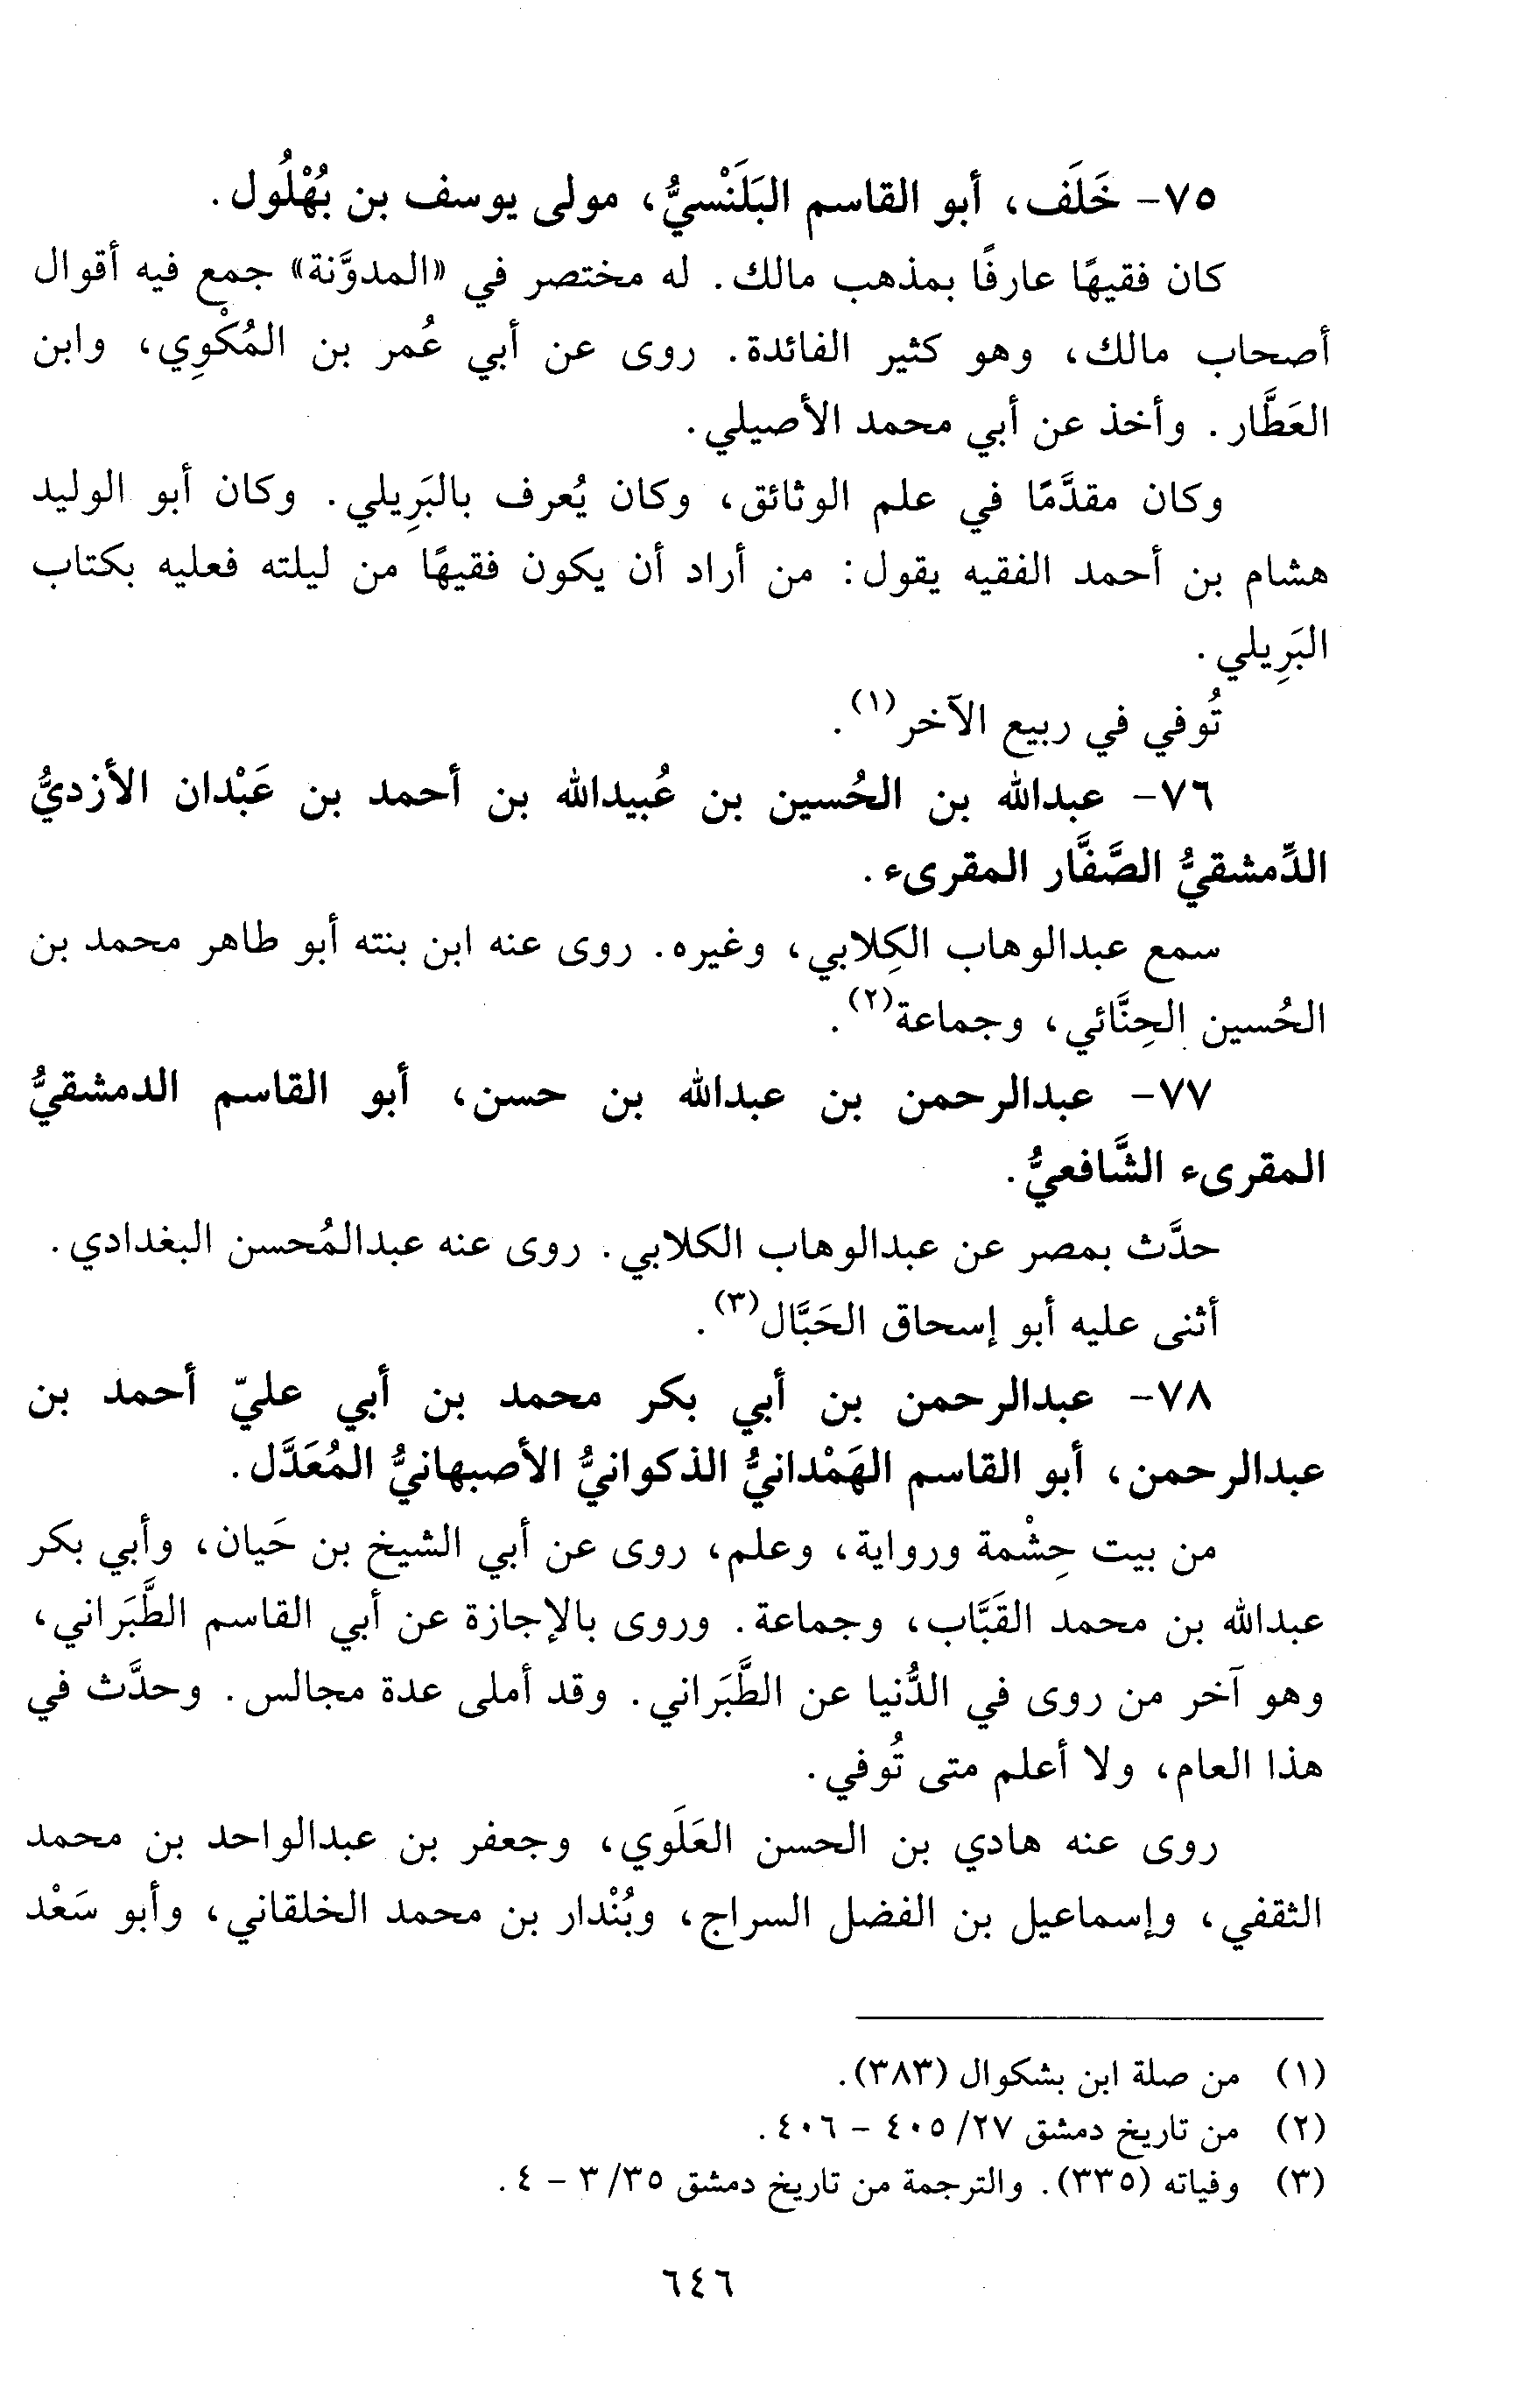 ٧٥- خَلَف، أبو القاسم البَلَنْسيُّ، مولى يوسف بن بُهْلُول.
كان فقيهًا عارفًا بمذهب مالك. له مختصر في «المدوَّنة» جمع فيه أقوال
أصحاب مالك، وهو كثير الفائدة. روى عن أبي عُمر بن المُكْوِي، وابن
العَطَّار. وأخذ عن أبي محمد الأصيلي.
وكان مقدَّمًا في علم الوثائق، وكان يُعرف بالبَرِيلي. وكان أبو الوليد
هشام بن أحمد الفقيه يقول: من أراد أن يكون فقيهًا من ليلته فعليه بكتاب
البَرِيلي.
تُوفي في ربيع الآخر(١).
٧٦- عبدالله بن الحُسين بن عُبيدالله بن أحمد بن عَبْدان الأزديُّ
الدِّمشقيُّ الصَّفَّار المقرىء.
سمع عبدالوهاب الكِلابي، وغيره. روى عنه ابن بنته أبو طاهر محمد بن
الحُسين الحِنَّائي، وجماعة(٢).
٧٧- عبدالرحمن بن عبدالله بن حسن، أبو القاسم الدمشقيُّ
المقرىء الشَّافعيُّ.
حدَّث بمصر عن عبدالوهاب الكلابي. روى عنه عبدالمُحسن البغدادي.
أثنى عليه أبو إسحاق الحَبَّال(٣).
٧٨- عبدالرحمن بن أبي بكر محمد بن أبي عليّ أحمد بن
عبدالرحمن، أبو القاسم الهَمْدانيُّ الذكوانيُّ الأصبهانيُّ المُعَدَّل.
من بيت حِشْمة ورواية، وعلم، روى عن أبي الشيخ بن حَيان، وأبي بكر
عبدالله بن محمد القَبَّاب، وجماعة. وروى بالإجازة عن أبي القاسم الطَّبَراني،
وهو آخر من روى في الدُّنيا عن الطَّبَراني. وقد أملى عدة مجالس. وحدَّث في
هذا العام، ولا أعلم متى تُوفي.
روى عنه هادي بن الحسن العَلَوي، وجعفر بن عبدالواحد بن محمد
الثقفي، وإسماعيل بن الفضل السراج، وبُنْدار بن محمد الخلقاني، وأبو سَعْد
(١) من صلة ابن بشكوال (٣٨٣).
(٢) من تاريخ دمشق ٢٧/ ٤٠٥ - ٤٠٦.
(٣) وفياته (٣٣٥). والترجمة من تاريخ دمشق ٣٥/ ٣ - ٤.
٦٤٦